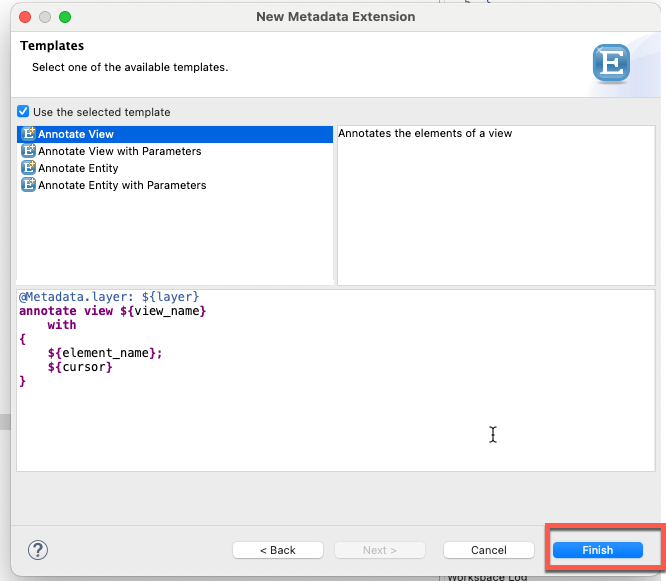 New Metadata Extension
Templates
Select one of the available templates.
E
Use the selected template
E Annotate View
E Annotate View with Parameters
E Annotate Entity
E Annotate Entity with Parameters
Annotates the elements of a view
@Metadata.layer: ${layer}
annotate view ${view_name}
    with
{
    ${element_name};
    ${cursor}
}
?
< Back
Next >
Cancel
Finish
Workspace Log